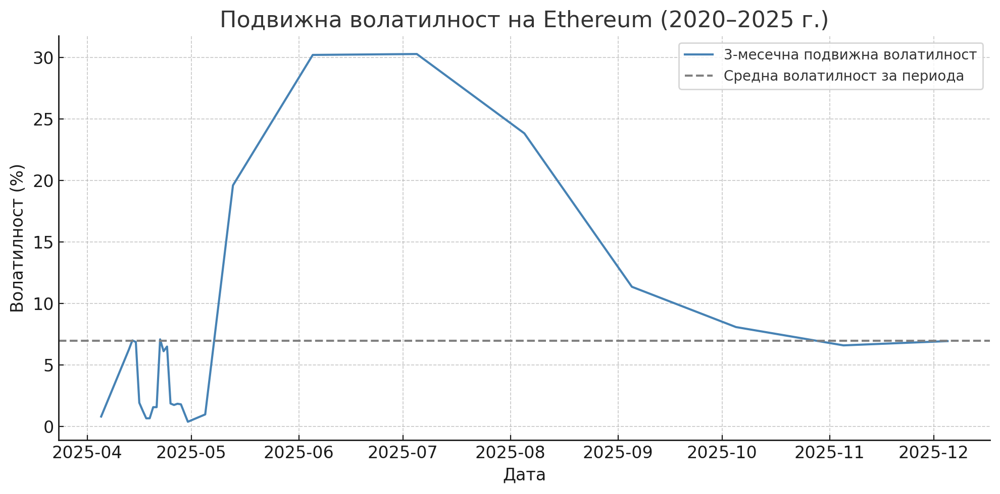 Подвижна волатилност на Ethereum (2020–2025 г.)
3-месечна подвижна волатилност
Средна волатилност за периода
Волатилност (%)
30
25
20
15
10
5
0
2025-04 2025-05 2025-06 2025-07 2025-08 2025-09 2025-10 2025-11 2025-12
Дата